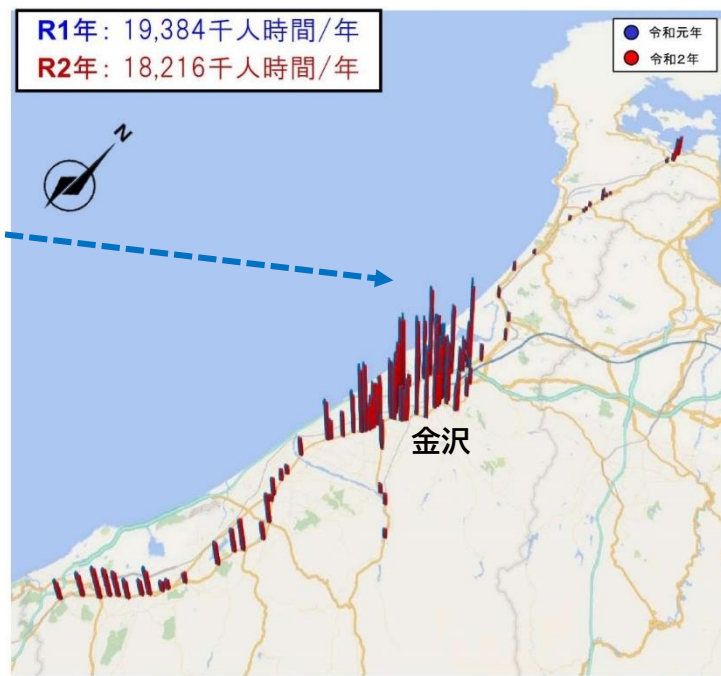 R1年: 19,384千人時間/年
R2年: 18,216千人時間/年
令和元年
令和2年
N
金沢